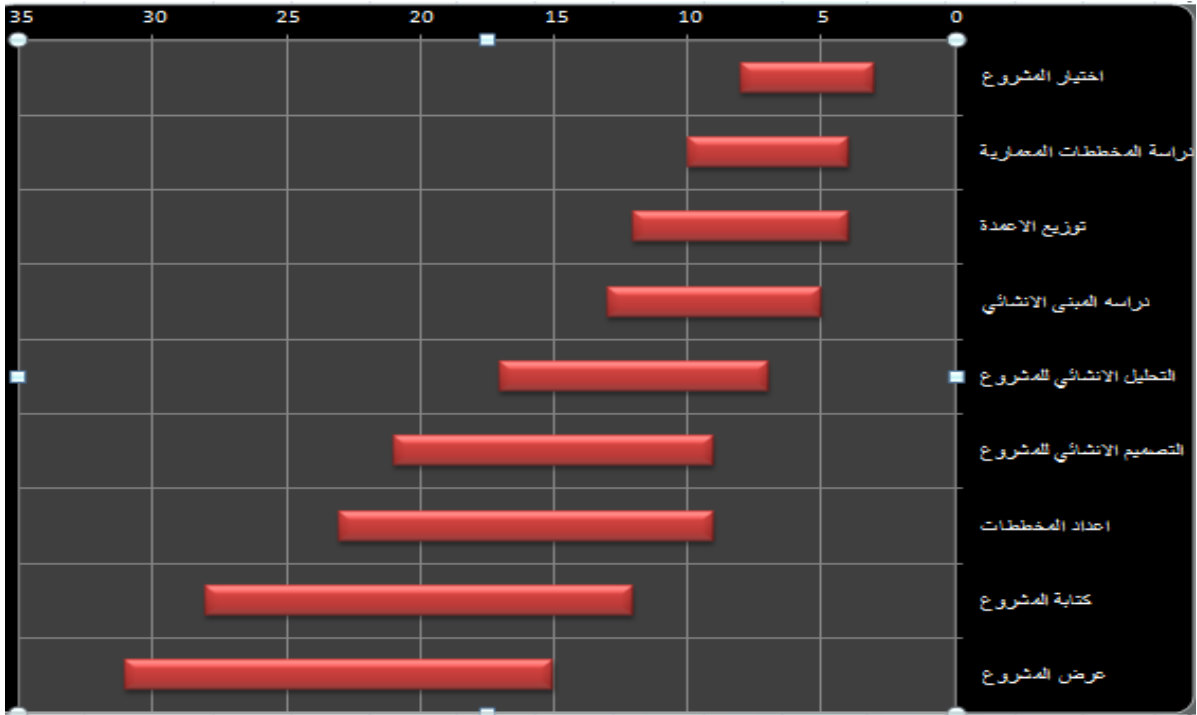 35 30 25 20 15 10 5 0
اختيار المشروع
دراسة المخططات المعمارية
توزيع الاعمدة
دراسه المبنى الانشائي
التحليل الانشائي للمشروع
التصميم الانشائي للمشروع
اعداد المخططات
كتابة المشروع
عرض المشروع